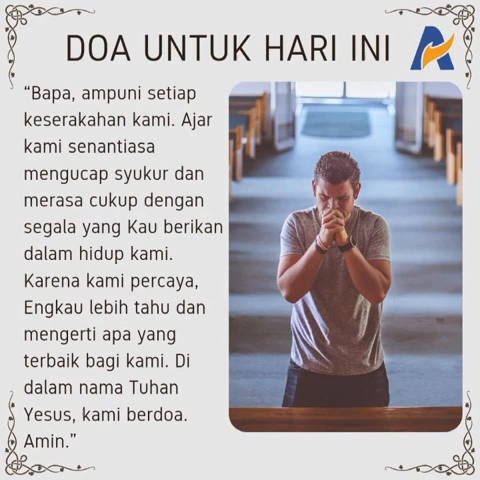 DOA UNTUK HARI INI
“Bapa, ampuni setiap
keserakahan kami. Ajar
kami senantiasa
mengucap syukur dan
merasa cukup dengan
segala yang Kau berikan
dalam hidup kami.
Karena kami percaya,
Engkau lebih tahu dan
mengerti apa yang
terbaik bagi kami. Di
dalam nama Tuhan
Yesus, kami berdoa.
Amin.”